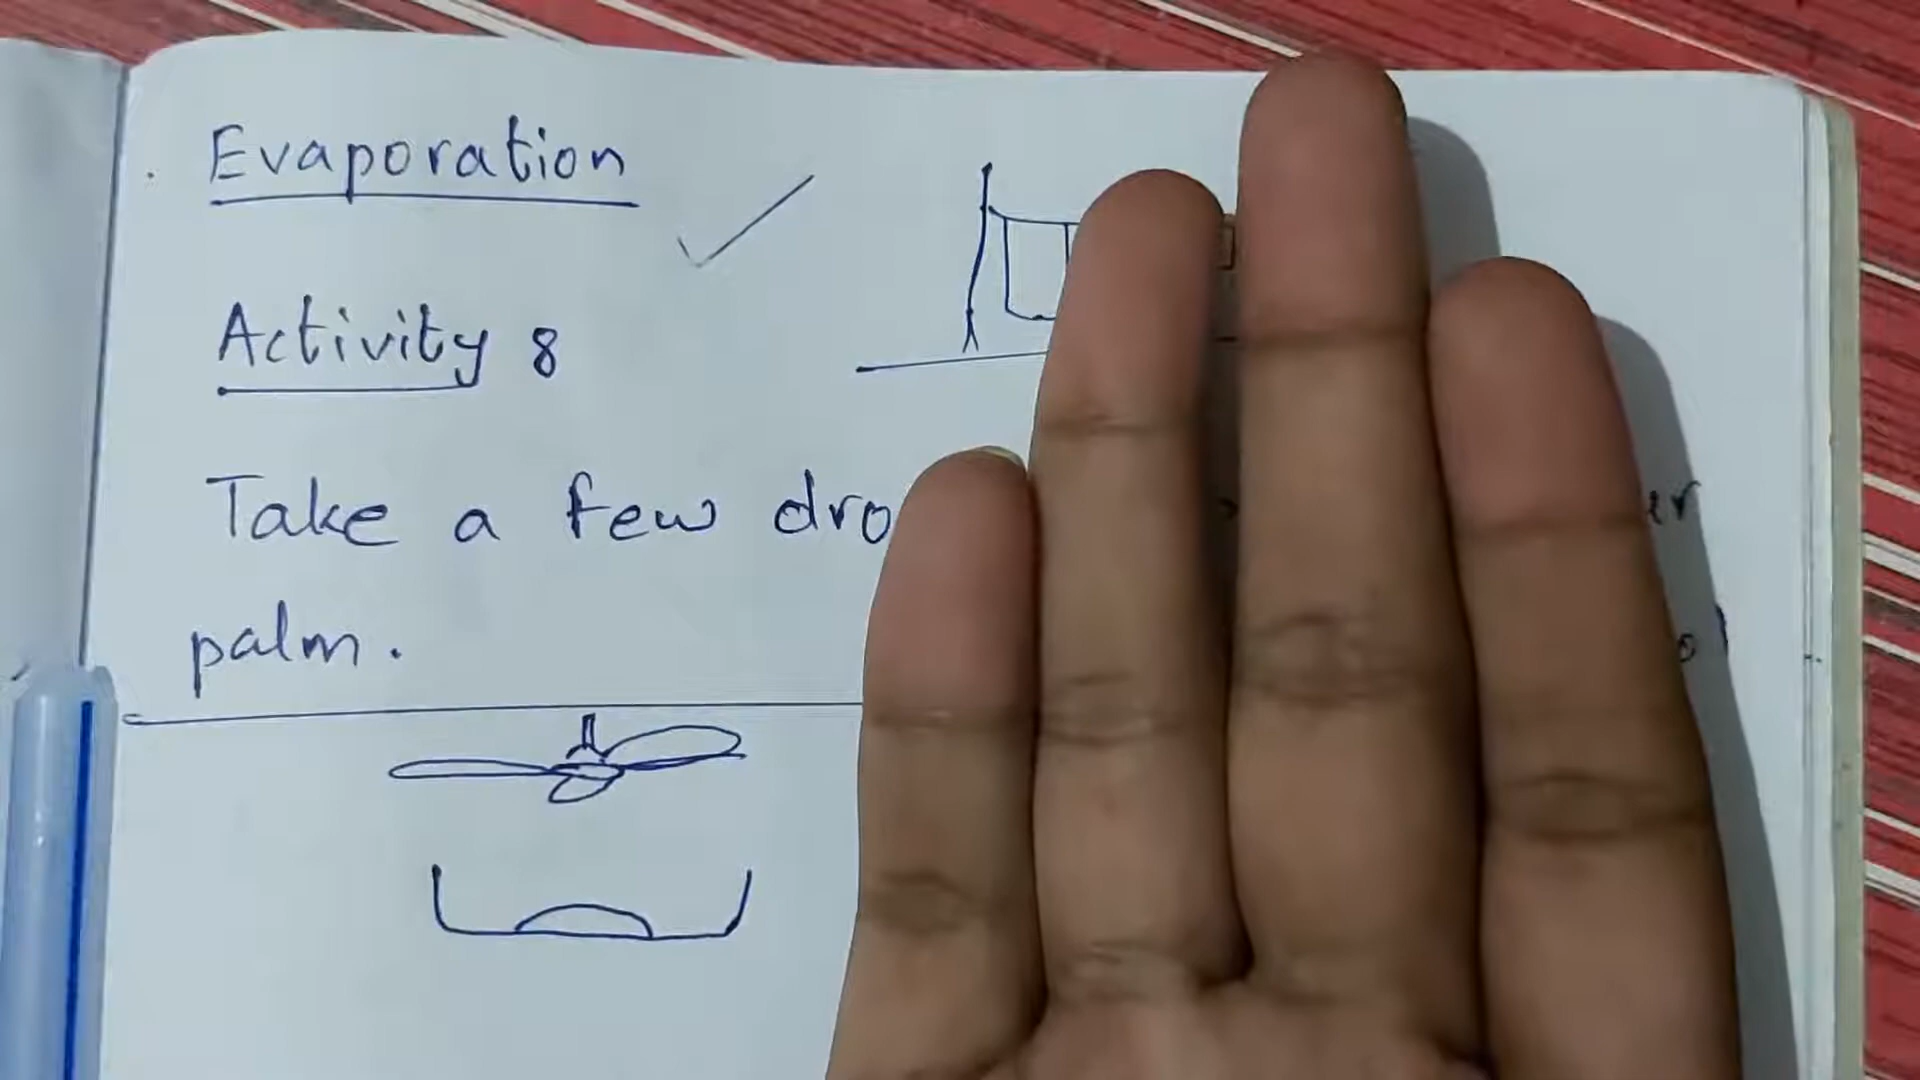 Evaporation
Activity 8
Take a few dro
palm.